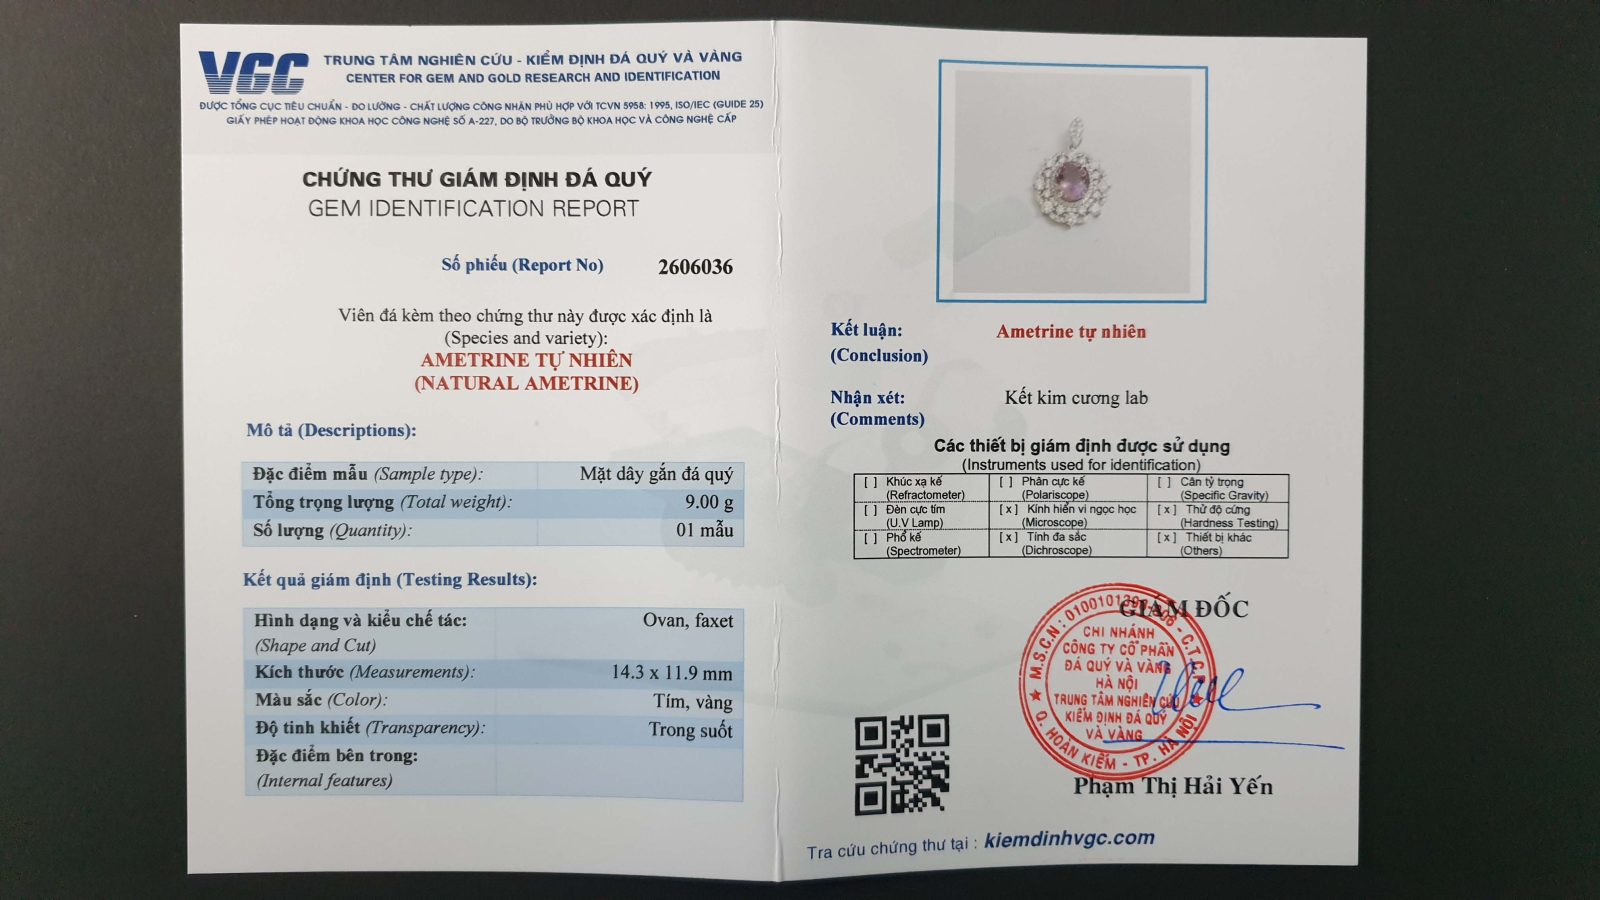 VGC
TRUNG TÂM NGHIÊN CỨU - KIỂM ĐỊNH ĐÁ QUÝ VÀ VÀNG
CENTER FOR GEM AND GOLD RESEARCH AND IDENTIFICATION
ĐƯỢC TỔNG CỤC TIÊU CHUẨN - ĐO LƯỜNG - CHẤT LƯỢNG CÔNG NHẬN PHÙ HỢP VỚI TCVN 5958: 1995, ISO/IEC (GUIDE 25)
GIẤY PHÉP HOẠT ĐỘNG KHOA HỌC CÔNG NGHỆ SỐ A-227, DO BỘ TRƯỞNG BỘ KHOA HỌC VÀ CÔNG NGHỆ CẤP
CHỨNG THƯ GIÁM ĐỊNH ĐÁ QUÝ
GEM IDENTIFICATION REPORT
Số phiếu (Report No) 2606036
Viên đá kèm theo chứng thư này được xác định là
(Species and variety):
AMETRINE TỰ NHIÊN
(NATURAL AMETRINE)
Mô tả (Descriptions):
Đặc điểm mẫu (Sample type): Mặt dây gắn đá quý
Tổng trọng lượng (Total weight): 9.00 g
Số lượng (Quantity): 01 mẫu
Kết quả giám định (Testing Results):
Hình dạng và kiểu chế tác: Ovan, faxet
(Shape and Cut)
Kích thước (Measurements): 14.3 x 11.9 mm
Màu sắc (Color): Tím, vàng
Độ tinh khiết (Transparency): Trong suốt
Đặc điểm bên trong:
(Internal features)
Kết luận: Ametrine tự nhiên
(Conclusion)
Nhận xét: Kết kim cương lab
(Comments)
Các thiết bị giám định được sử dụng
(Instruments used for identification)
[ ] Khúc xạ kế [ ] Phân cực kế [ ] Cân tỷ trọng
(Refractometer) (Polariscope) (Specific Gravity)
[ ] Đèn cực tím [x] Kính hiển vi ngọc học [x] Thử độ cứng
(U.V Lamp) (Microscope) (Hardness Testing)
[ ] Phổ kế [x] Tính đa sắc [x] Thiết bị khác
(Spectrometer) (Dichroscope) (Others)
GIÁM ĐỐC
M.S.C.N: 0100101 - C.T.C.P
CHI NHÁNH
CÔNG TY CỔ PHẦN
ĐÁ QUÝ VÀ VÀNG
HÀ NỘI
TRUNG TÂM NGHIÊN CỨU
KIỂM ĐỊNH ĐÁ QUÝ
VÀ VÀNG
Q. HOÀN KIẾM - TP. HÀ NỘI
Phạm Thị Hải Yến
Tra cứu chứng thư tại : kiemdinhvgc.com